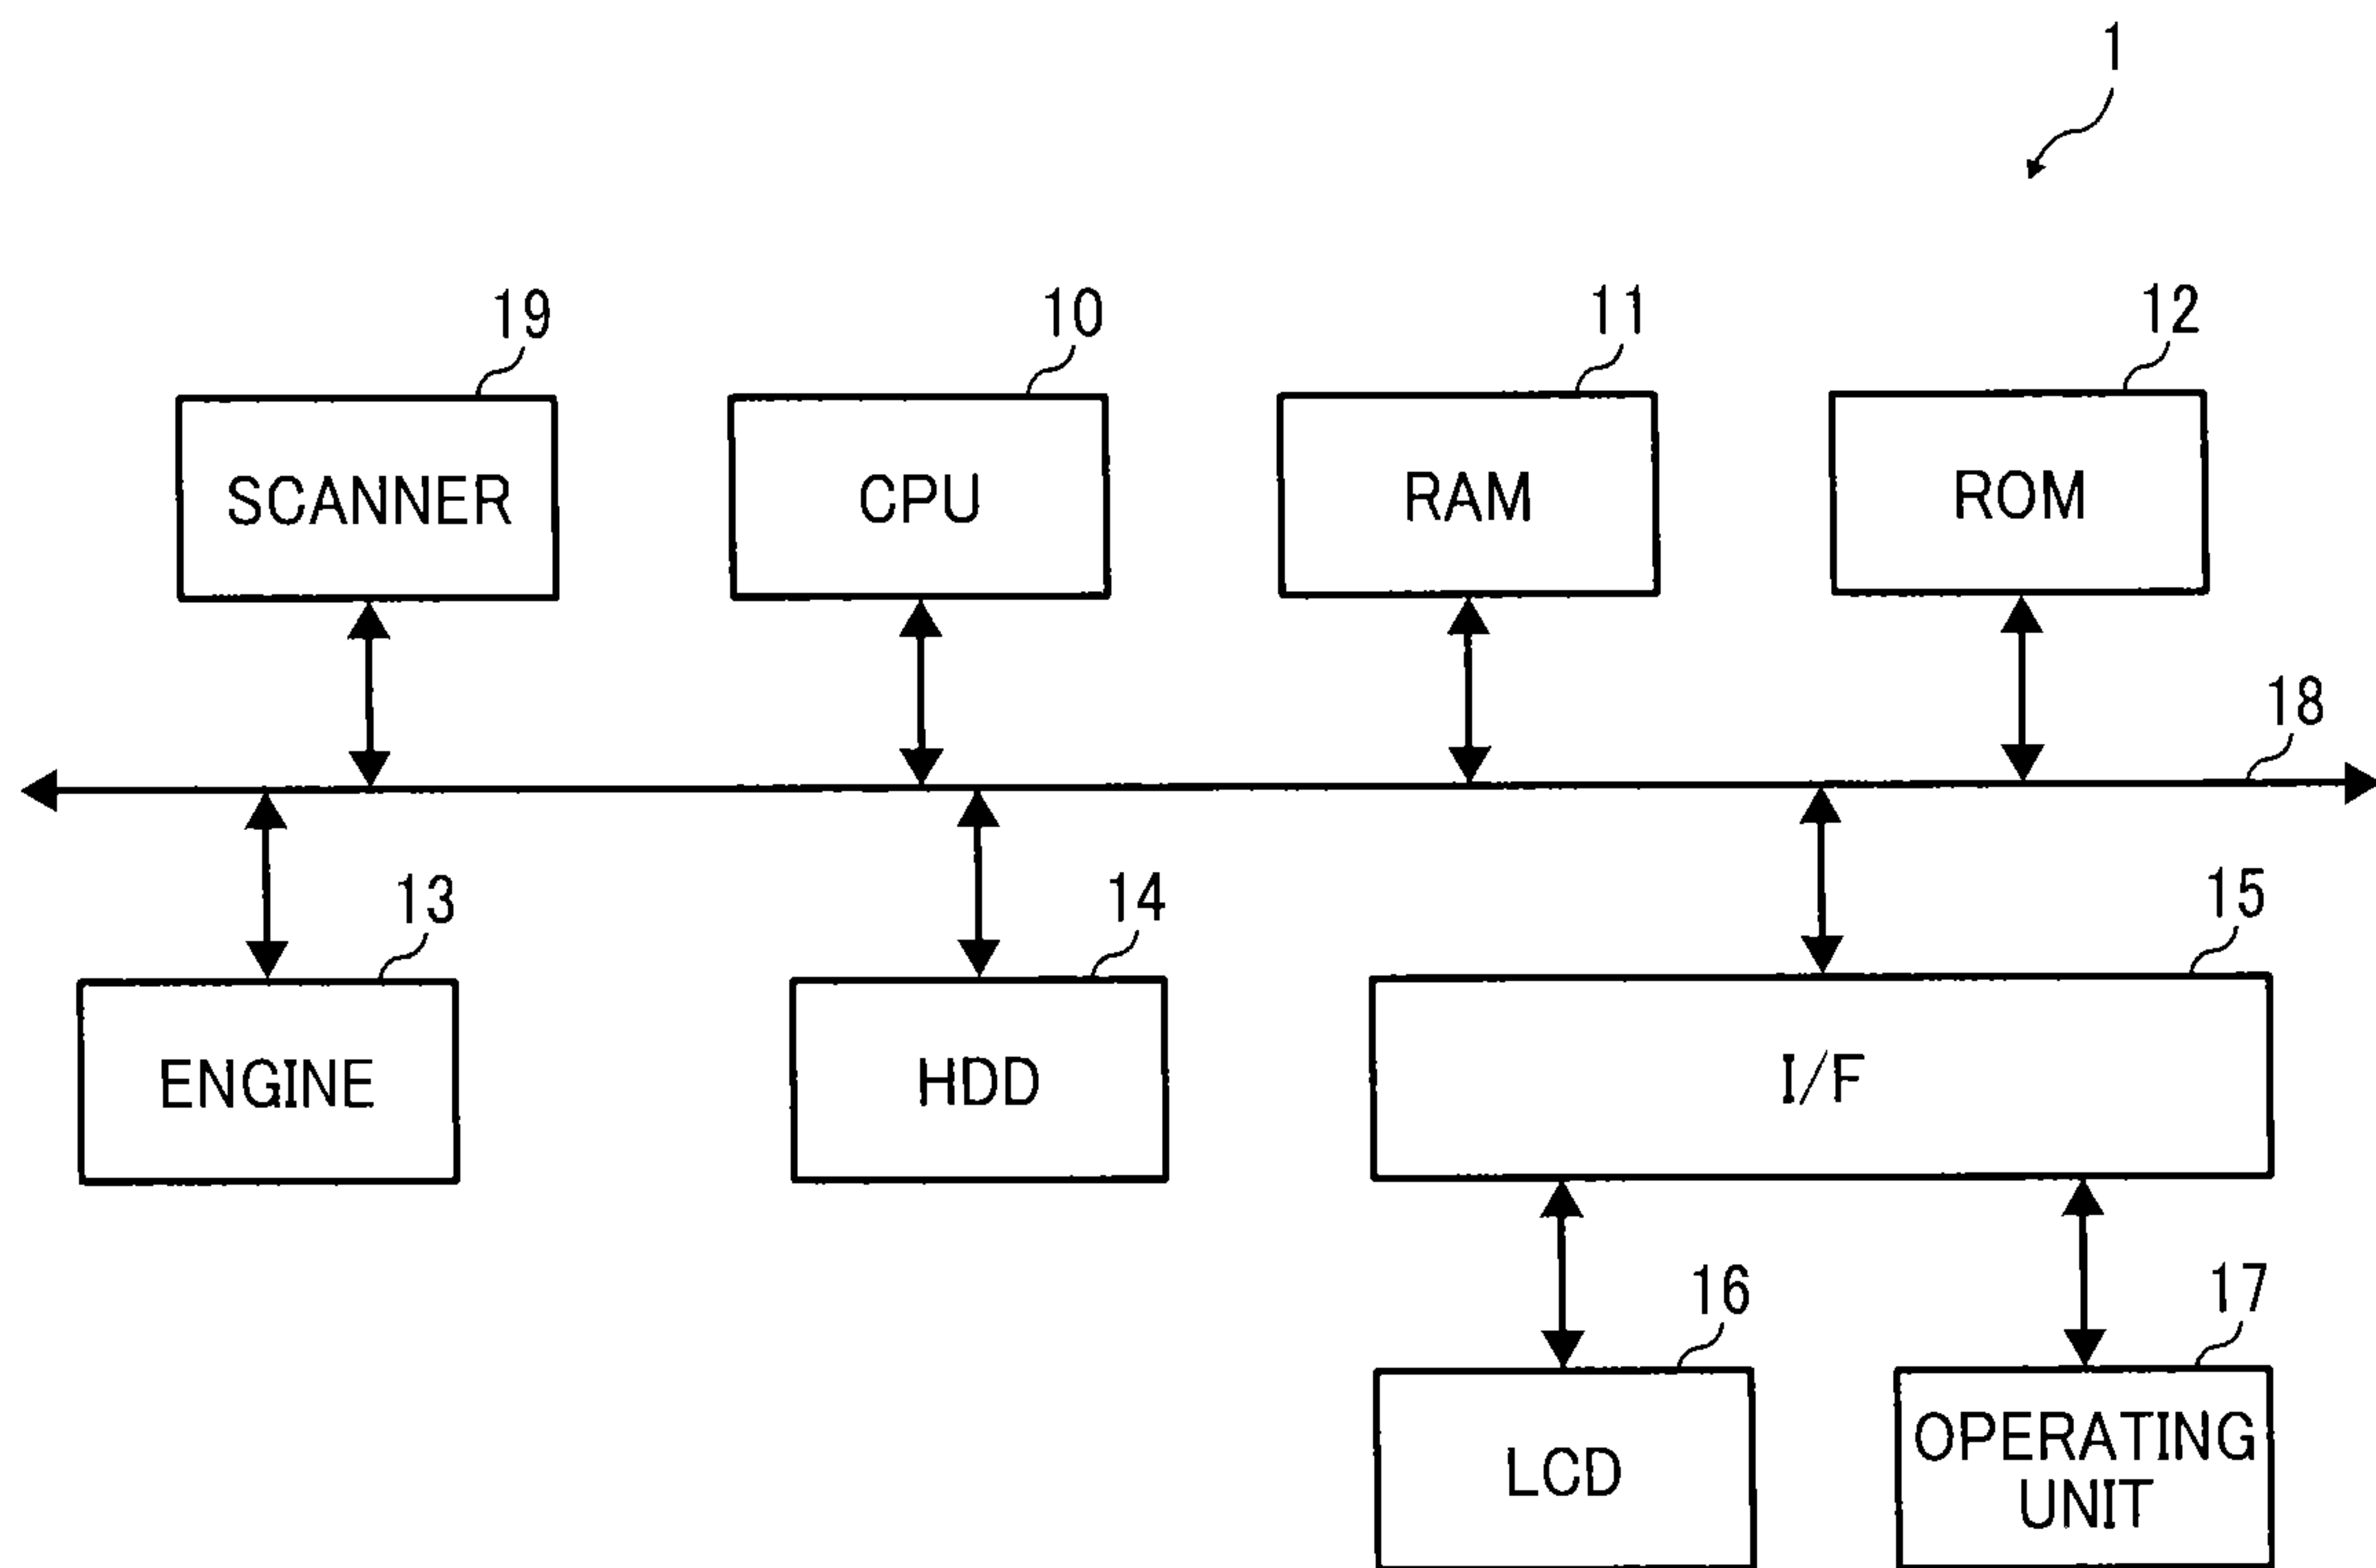 1
19
10
11
12
SCANNER
CPU
RAM
ROM
18
13
14
15
ENGINE
HDD
I/F
16
17
LCD
OPERATING
UNIT